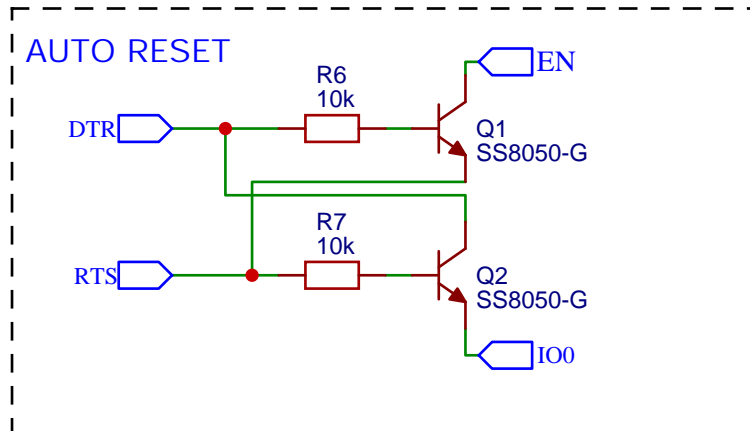 AUTO RESET
EN
R6
10k
DTR
Q1
SS8050-G
R7
10k
RTS
Q2
SS8050-G
IO0